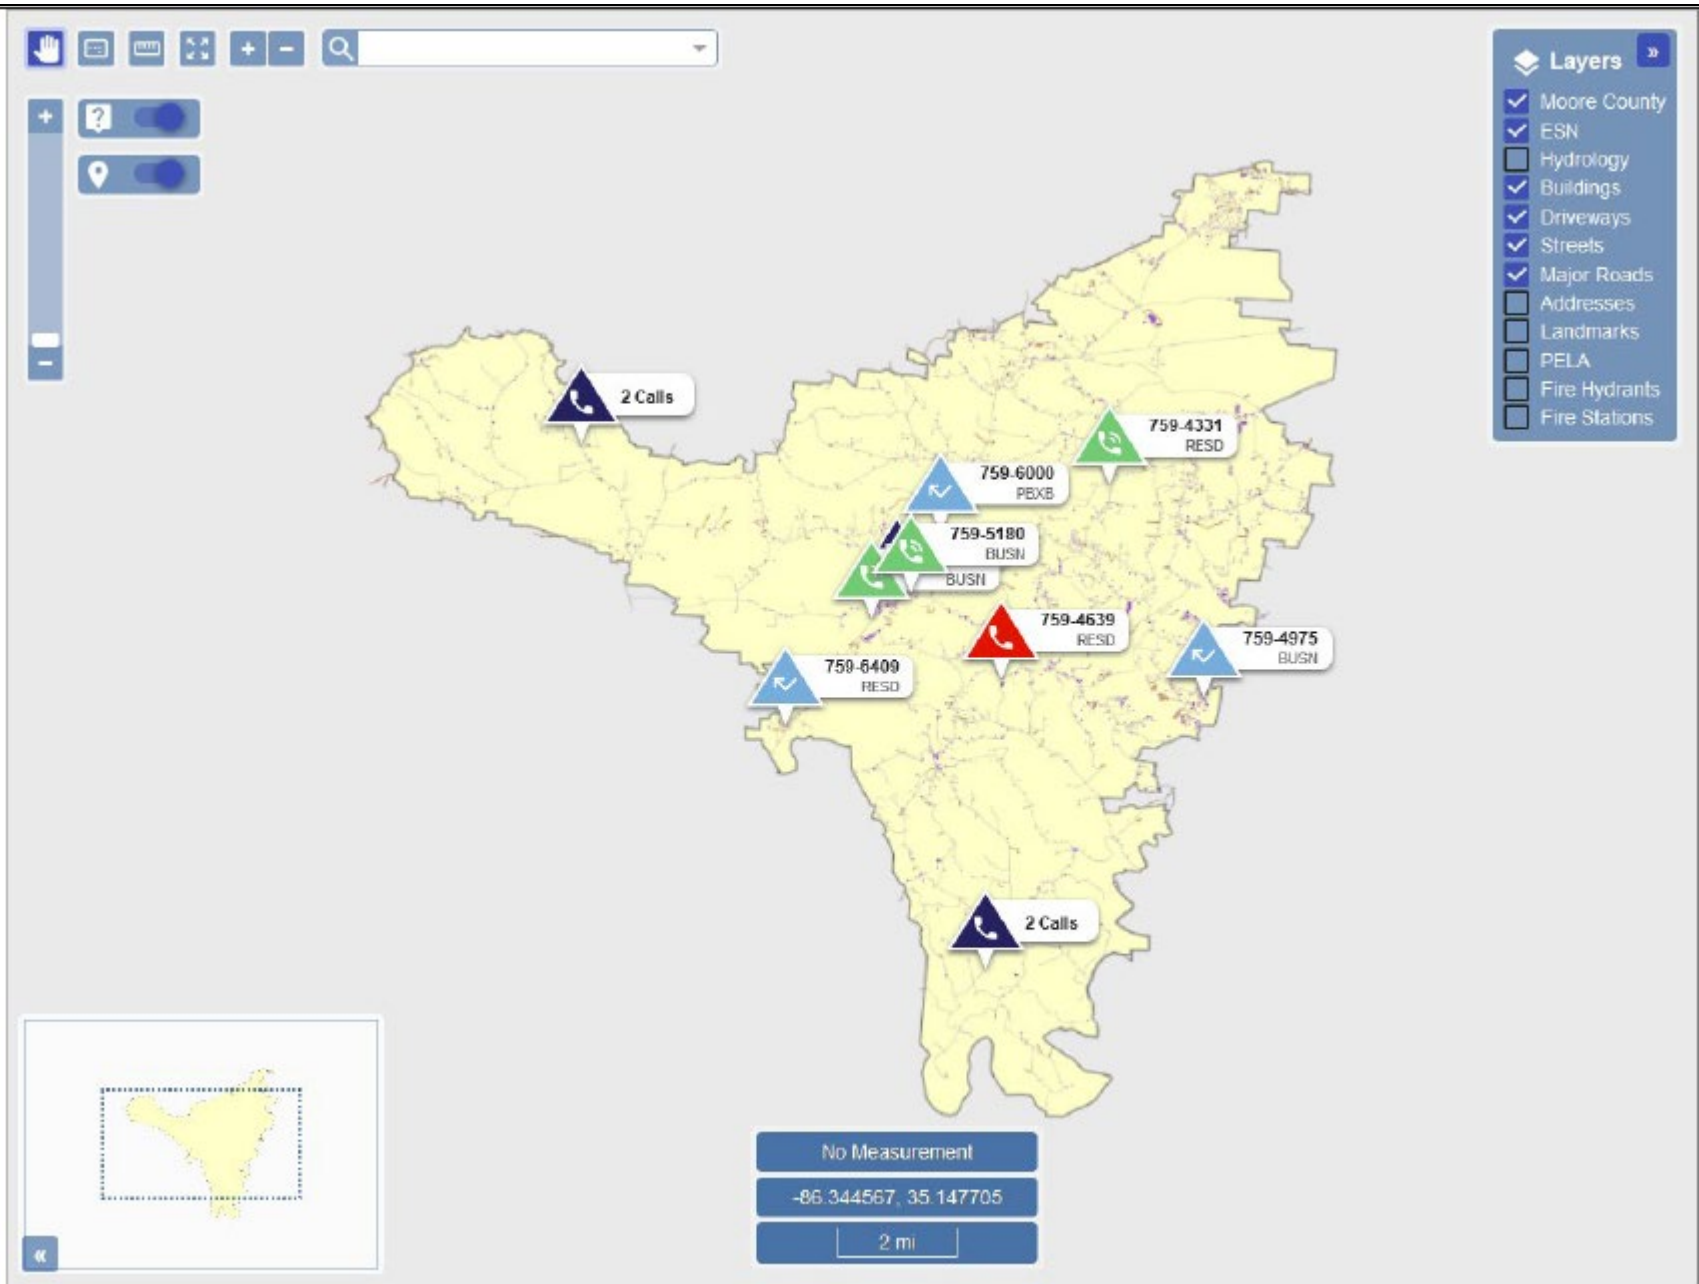 Layers
Moore County
ESN
Hydrology
Buildings
Driveways
Streets
Major Roads
Addresses
Landmarks
PELA
Fire Hydrants
Fire Stations
2 Calls
759-4331
RESD
759-6000
PBXB
759-5180
BUSN
BUSN
759-4639
RESD
759-4975
BUSN
759-6409
RESD
2 Calls
No Measurement
-86.344567, 35.147705
2 mi